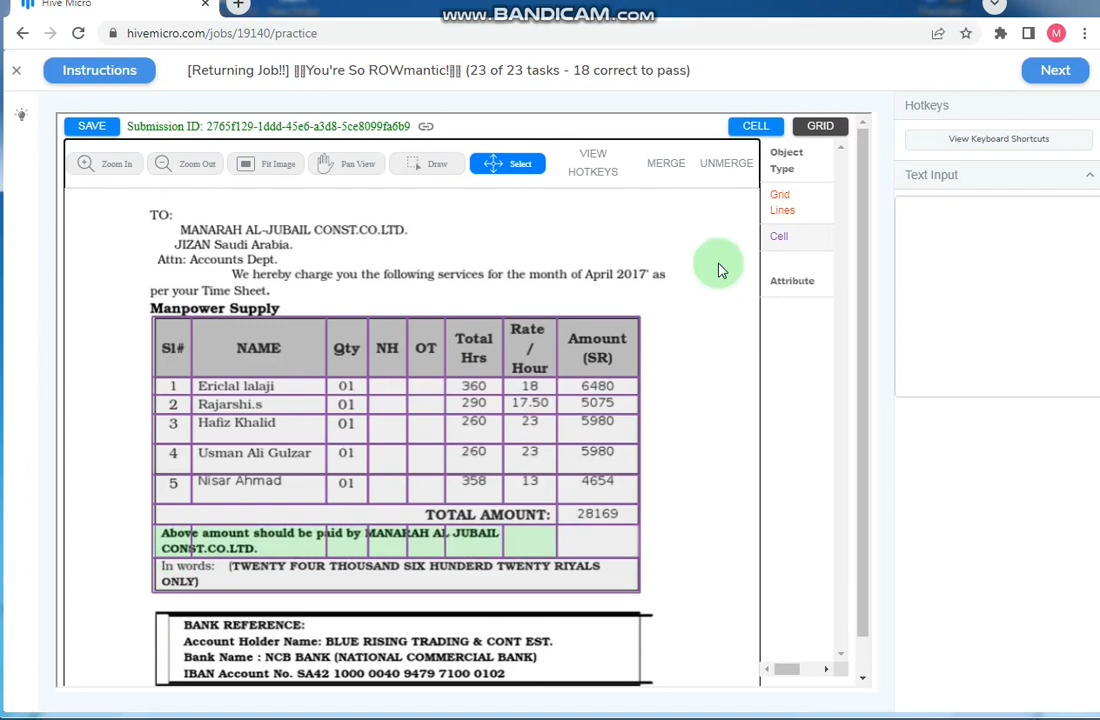 Hive Micro
www.BANDICAM.com
hivemicro.com/jobs/19140/practice
M
Instructions
[Returning Job!!] You're So ROWmantic! (23 of 23 tasks - 18 correct to pass)
Next
SAVE Submission ID: 2765f129-1ddd-45e6-a3d8-5ce8099fa6b9
CELL GRID
Zoom In Zoom Out Fit Image Pan View Draw Select VIEW HOTKEYS MERGE UNMERGE
Object Type
Grid Lines
Cell
Attribute
Hotkeys
View Keyboard Shortcuts
Text Input
TO:
MANARAH AL-JUBAIL CONST.CO.LTD.
JIZAN Saudi Arabia.
Attn: Accounts Dept.
We hereby charge you the following services for the month of April 2017' as
per your Time Sheet.
Manpower Supply
Sl# NAME Qty NH OT Total Hrs Rate / Hour Amount (SR)
1 Ericlal lalaji 01 360 18 6480
2 Rajarshi.s 01 290 17.50 5075
3 Hafiz Khalid 01 260 23 5980
4 Usman Ali Gulzar 01 260 23 5980
5 Nisar Ahmad 01 358 13 4654
TOTAL AMOUNT: 28169
Above amount should be paid by MANARAH AL JUBAIL
CONST.CO.LTD.
In words: (TWENTY FOUR THOUSAND SIX HUNDERD TWENTY RIYALS
ONLY)
BANK REFERENCE:
Account Holder Name: BLUE RISING TRADING & CONT EST.
Bank Name : NCB BANK (NATIONAL COMMERCIAL BANK)
IBAN Account No. SA42 1000 0040 9479 7100 0102